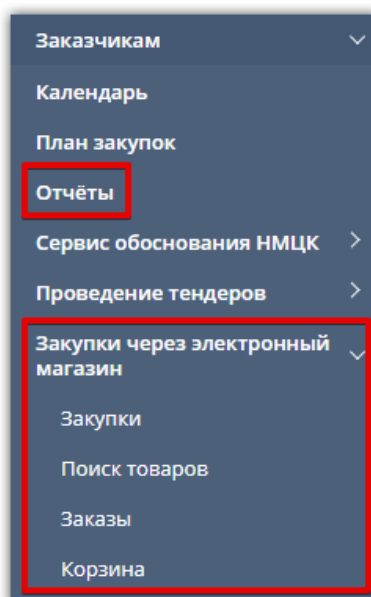 Заказчикам
Календарь
План закупок
Отчёты
Сервис обоснования НМЦК
Проведение тендеров
Закупки через электронный
магазин
Закупки
Поиск товаров
Заказы
Корзина